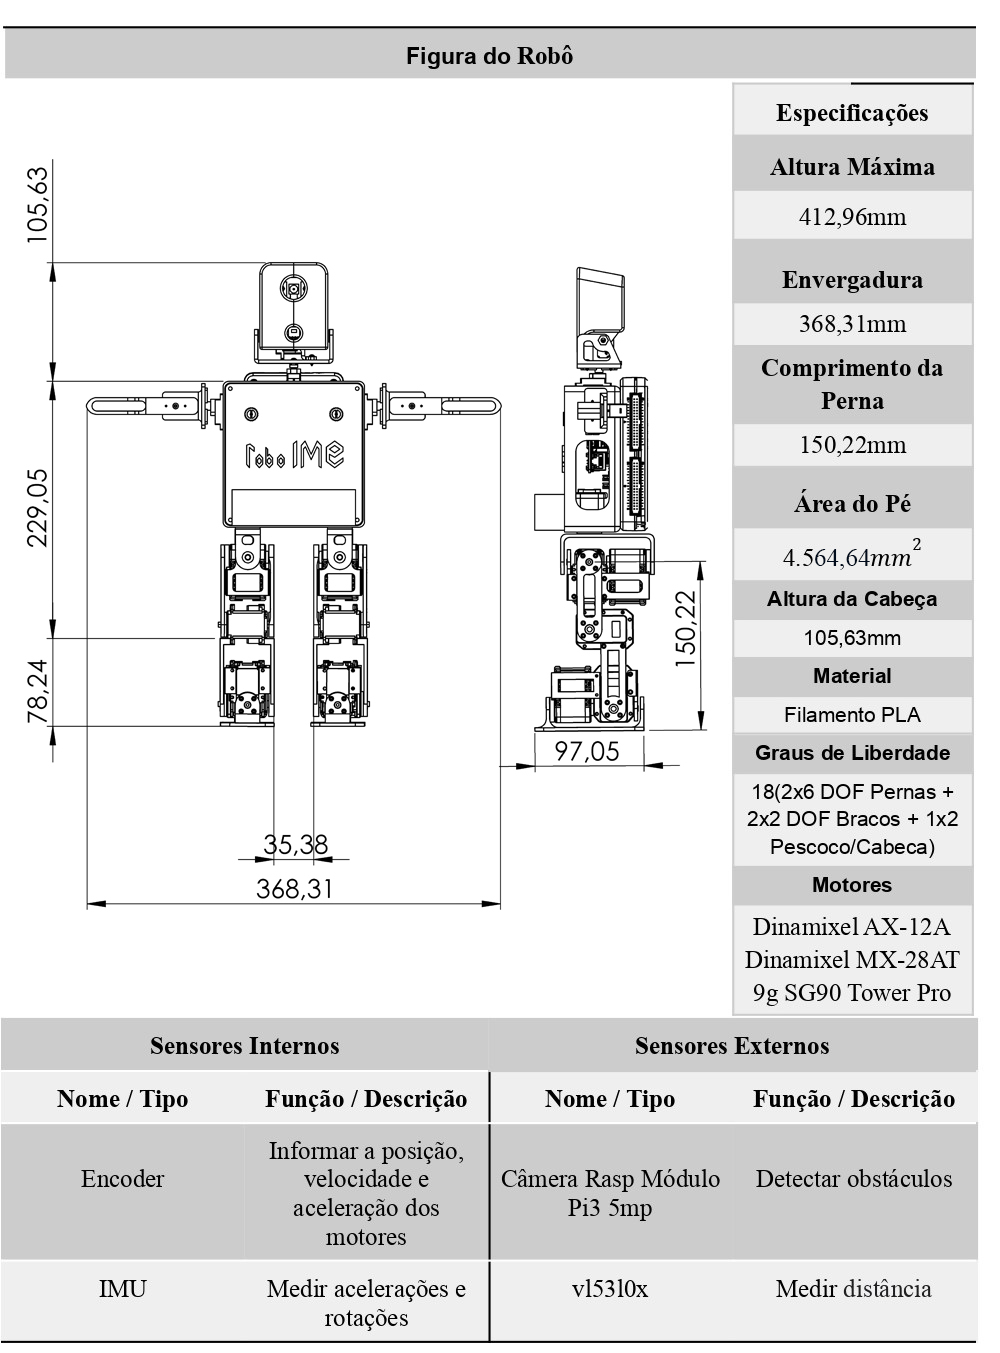 Figura do Robô
105,63
229,05
78,24
robo IME
35,38
368,31
150,22
97,05
Especificações
Altura Máxima
412,96mm
Envergadura
368,31mm
Comprimento da
Perna
150,22mm
Área do Pé
4.564,64mm²
Altura da Cabeça
105,63mm
Material
Filamento PLA
Graus de Liberdade
18(2x6 DOF Pernas +
2x2 DOF Bracos + 1x2
Pescoco/Cabeca)
Motores
Dinamixel AX-12A
Dinamixel MX-28AT
9g SG90 Tower Pro
Sensores Internos
Sensores Externos
Nome / Tipo
Função / Descrição
Nome / Tipo
Função / Descrição
Encoder
Informar a posição,
velocidade e
aceleração dos
motores
Câmera Rasp Módulo
Pi3 5mp
Detectar obstáculos
IMU
Medir acelerações e
rotações
vl53l0x
Medir distância